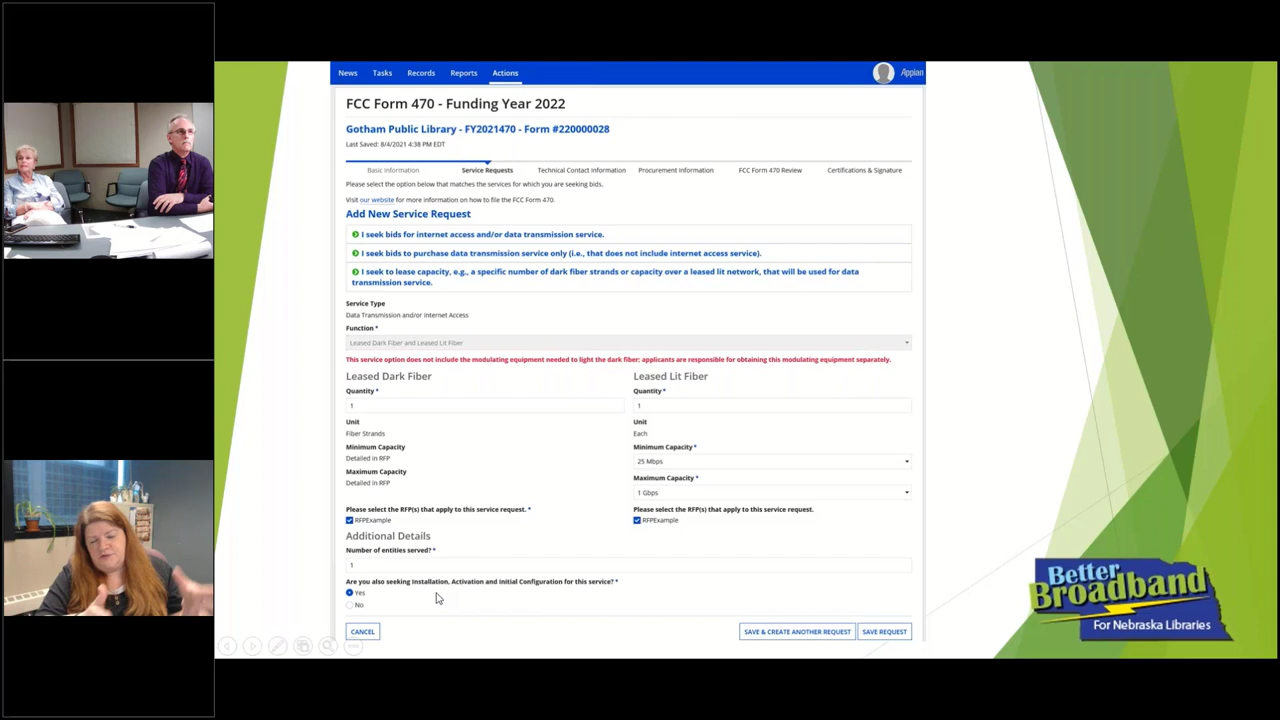 News Tasks Records Reports Actions
Appian
FCC Form 470 - Funding Year 2022
Gotham Public Library - FY2021470 - Form #220000028
Last Saved: 8/4/2021 4:38 PM EDT
Basic Information Service Requests Technical Contact Information Procurement Information FCC Form 470 Review Certifications & Signature
Please select the option below that matches the services for which you are seeking bids.
Visit our website for more information on how to file the FCC Form 470.
Add New Service Request
I seek bids for internet access and/or data transmission service.
I seek bids to purchase data transmission service only (i.e., that does not include internet access service).
I seek to lease capacity, e.g., a specific number of dark fiber strands or capacity over a leased lit network, that will be used for data
transmission service.
Service Type
Data Transmission and/or Internet Access
Function *
Leased Dark Fiber and Leased Lit Fiber
This service option does not include the modulating equipment needed to light the dark fiber; applicants are responsible for obtaining this modulating equipment separately.
Leased Dark Fiber
Quantity *
1
Unit
Fiber Strands
Minimum Capacity
Detailed in RFP
Maximum Capacity
Detailed in RFP
Please select the RFP(s) that apply to this service request. *
RFPExample
Leased Lit Fiber
Quantity *
1
Unit
Each
Minimum Capacity *
25 Mbps
Maximum Capacity *
1 Gbps
Please select the RFP(s) that apply to this service request.
RFPExample
Additional Details
Number of entities served? *
1
Are you also seeking Installation, Activation and Initial Configuration for this service? *
Yes
No
CANCEL SAVE & CREATE ANOTHER REQUEST SAVE REQUEST
Better
Broadband
For Nebraska Libraries